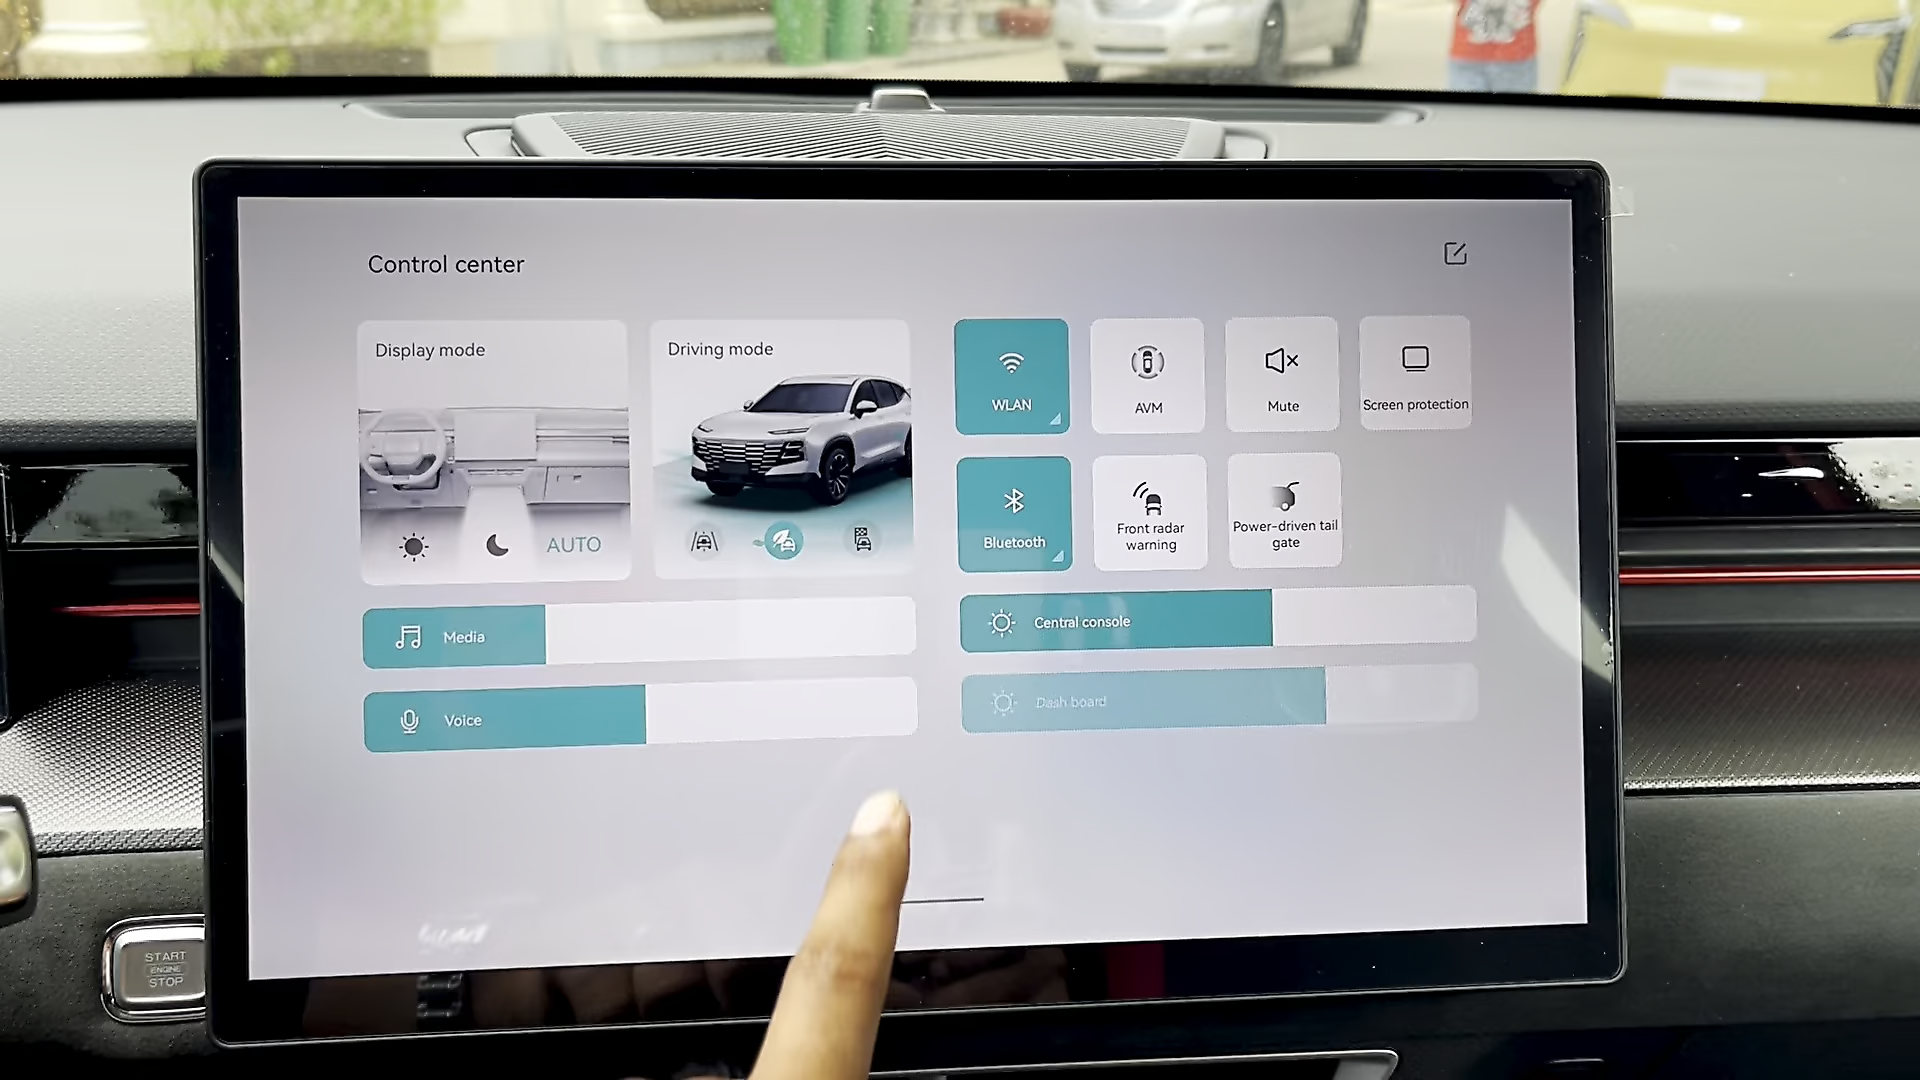 Control center
Display mode
AUTO
Driving mode
WLAN
AVM
Mute
Screen protection
Bluetooth
Front radar
warning
Power-driven tail
gate
Media
Voice
Central console
Dash board
START
ENGINE
STOP